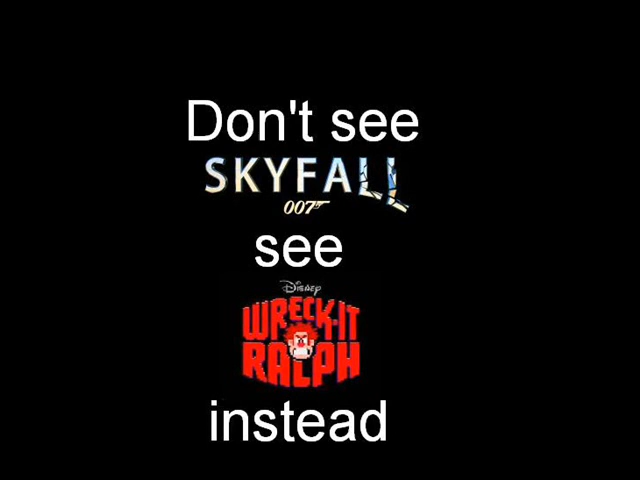 Don't see
SKYFALL
007
see
Disney
WRECK-IT
RALPH
instead